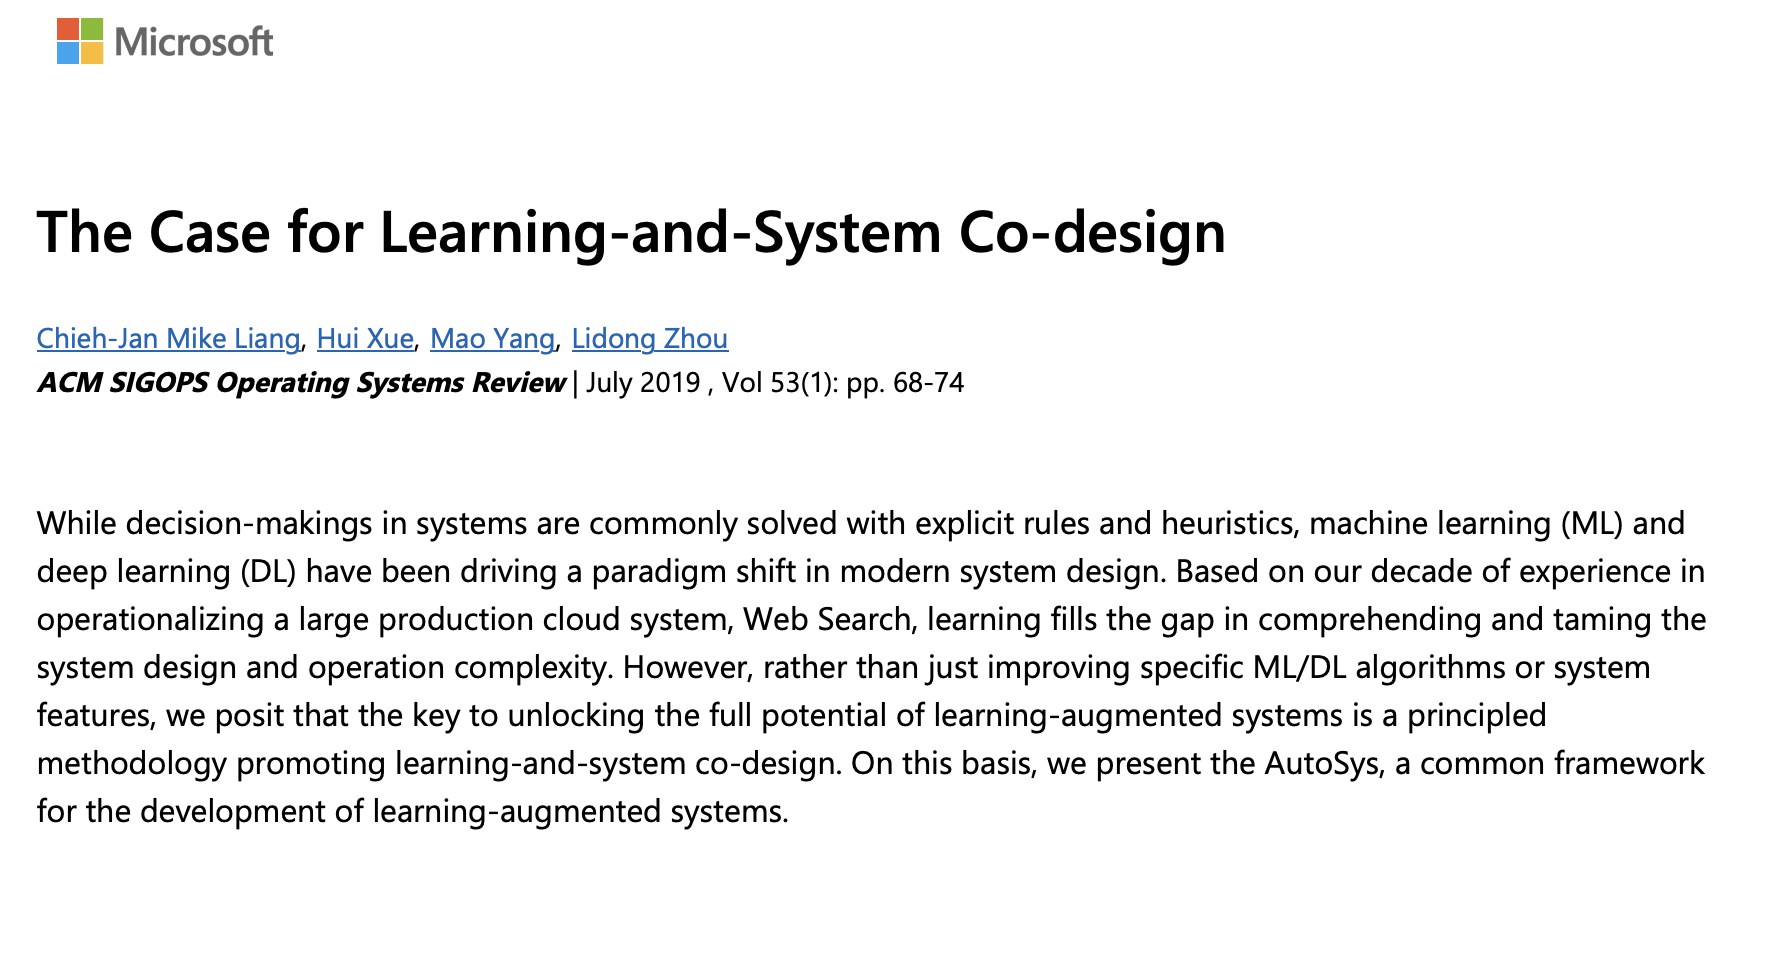 Microsoft
The Case for Learning-and-System Co-design
Chieh-Jan Mike Liang, Hui Xue, Mao Yang, Lidong Zhou
ACM SIGOPS Operating Systems Review | July 2019 , Vol 53(1): pp. 68-74
While decision-makings in systems are commonly solved with explicit rules and heuristics, machine learning (ML) and
deep learning (DL) have been driving a paradigm shift in modern system design. Based on our decade of experience in
operationalizing a large production cloud system, Web Search, learning fills the gap in comprehending and taming the
system design and operation complexity. However, rather than just improving specific ML/DL algorithms or system
features, we posit that the key to unlocking the full potential of learning-augmented systems is a principled
methodology promoting learning-and-system co-design. On this basis, we present the AutoSys, a common framework
for the development of learning-augmented systems.